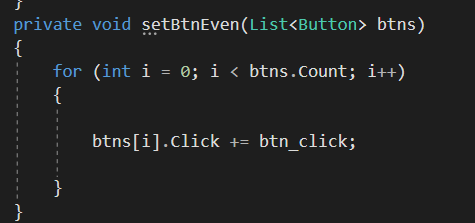 }
private void setBtnEven(List<Button> btns)
{
for (int i = 0; i < btns.Count; i++)
{
btns[i].Click += btn_click;
}
}